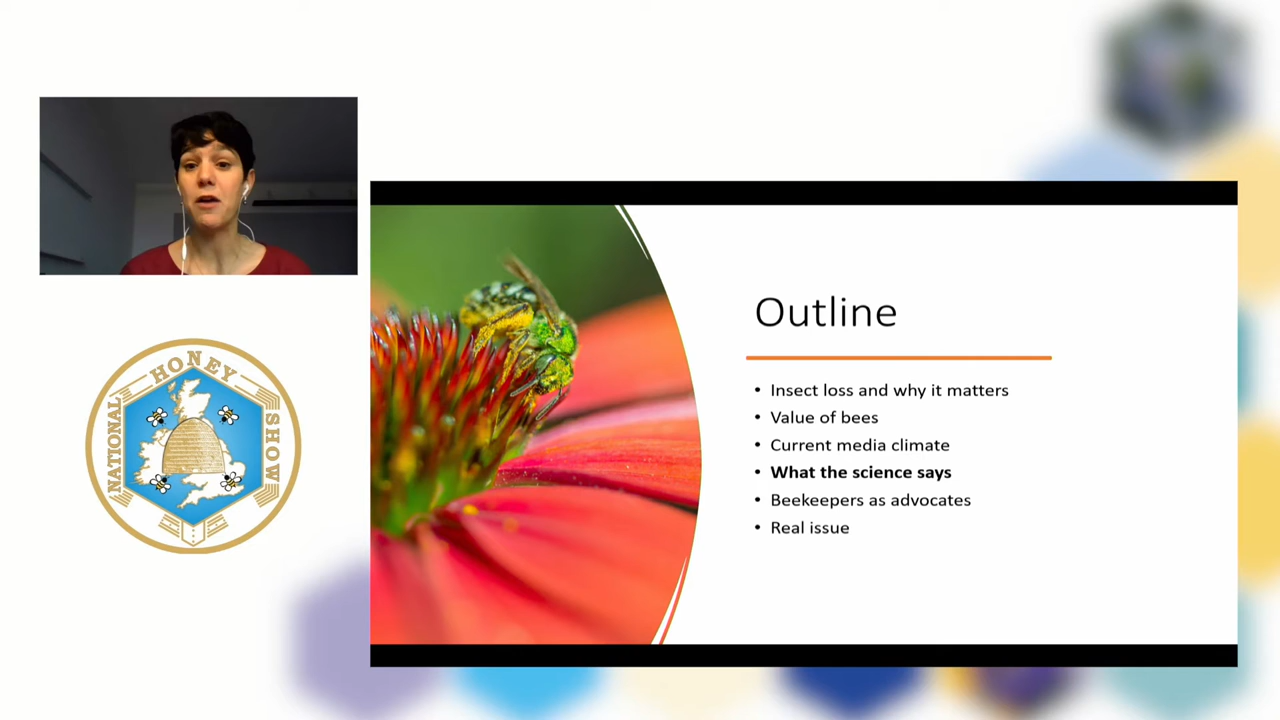 NATIONAL HONEY SHOW
Outline
• Insect loss and why it matters
• Value of bees
• Current media climate
• What the science says
• Beekeepers as advocates
• Real issue